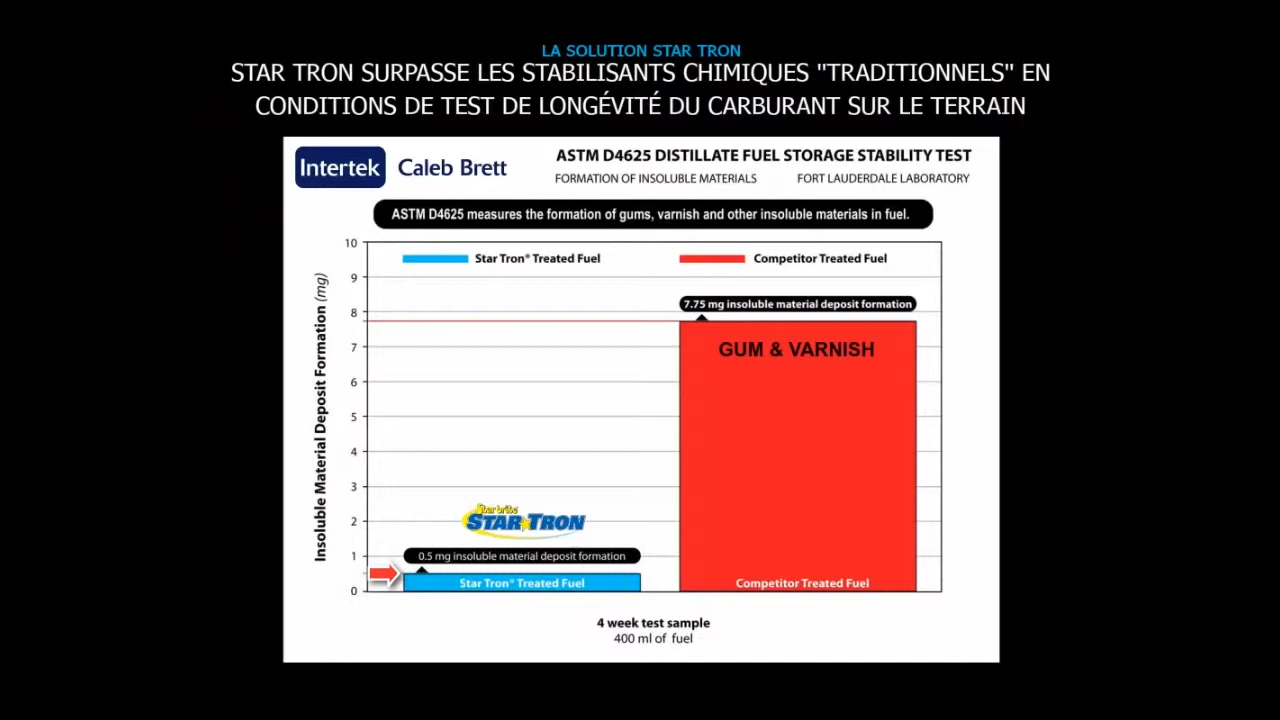 LA SOLUTION STAR TRON
STAR TRON SURPASSE LES STABILISANTS CHIMIQUES "TRADITIONNELS" EN
CONDITIONS DE TEST DE LONGÉVITÉ DU CARBURANT SUR LE TERRAIN
Intertek Caleb Brett
ASTM D4625 DISTILLATE FUEL STORAGE STABILITY TEST
FORMATION OF INSOLUBLE MATERIALS FORT LAUDERDALE LABORATORY
ASTM D4625 measures the formation of gums, varnish and other insoluble materials in fuel.
Insoluble Material Deposit Formation (mg)
10
9
8
7
6
5
4
3
2
1
0
Star Tron® Treated Fuel
Competitor Treated Fuel
7.75 mg insoluble material deposit formation
GUM & VARNISH
Star brite
STAR TRON
0.5 mg insoluble material deposit formation
Star Tron® Treated Fuel
Competitor Treated Fuel
4 week test sample
400 ml of fuel